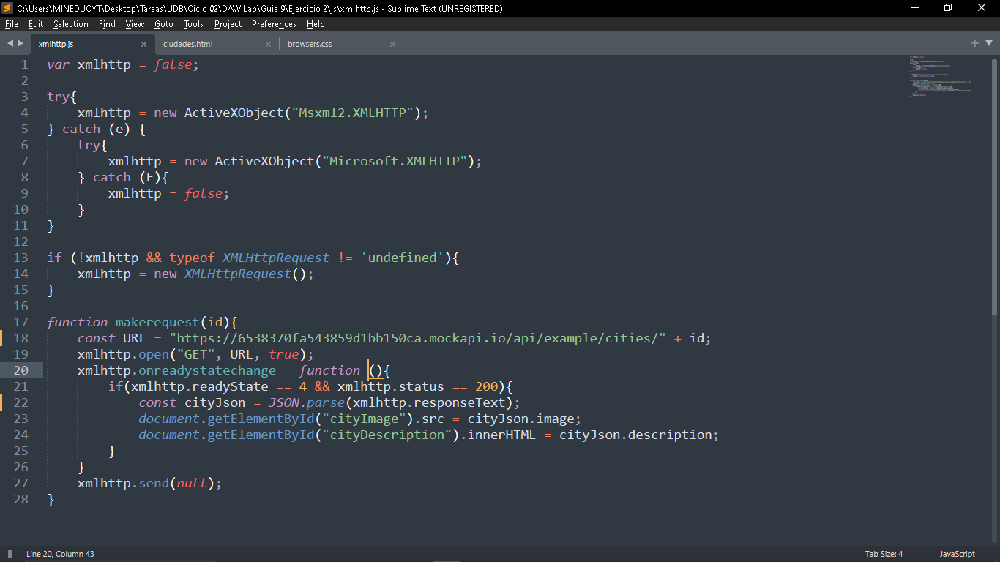 C:\Users\MINEDUCYT\Desktop\Tareas\UDB\Ciclo 02\DAW Lab\Guia 9\Ejercicio 2\js\xmlhttp.js - Sublime Text (UNREGISTERED)
File Edit Selection Find View Goto Tools Project Preferences Help
xmlhttp.js × ciudades.html × browsers.css ×
1 var xmlhttp = false;
2
3 try{
4     xmlhttp = new ActiveXObject("Msxml2.XMLHTTP");
5 } catch (e) {
6     try{
7         xmlhttp = new ActiveXObject("Microsoft.XMLHTTP");
8     } catch (E){
9         xmlhttp = false;
10     }
11 }
12
13 if (!xmlhttp && typeof XMLHttpRequest != 'undefined'){
14     xmlhttp = new XMLHttpRequest();
15 }
16
17 function makerequest(id){
18     const URL = "https://6538370fa543859d1bb150ca.mockapi.io/api/example/cities/" + id;
19     xmlhttp.open("GET", URL, true);
20     xmlhttp.onreadystatechange = function (){
21         if(xmlhttp.readyState == 4 && xmlhttp.status == 200){
22             const cityJson = JSON.parse(xmlhttp.responseText);
23             document.getElementById("cityImage").src = cityJson.image;
24             document.getElementById("cityDescription").innerHTML = cityJson.description;
25         }
26     }
27     xmlhttp.send(null);
28 }
Line 20, Column 43 Tab Size: 4 JavaScript